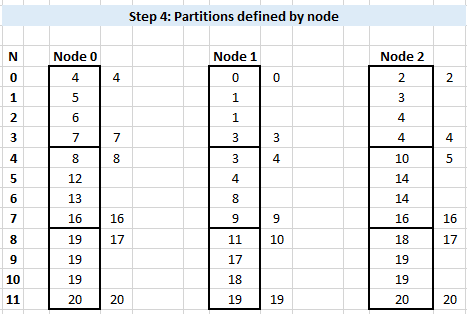 Step 4: Partitions defined by node
N Node 0 Node 1 Node 2
0 4 4 0 0 2 2
1 5 1 3
2 6 1 4
3 7 7 3 3 4 4
4 8 8 3 4 10 5
5 12 4 14
6 13 8 14
7 16 16 9 9 16 16
8 19 17 11 10 18 17
9 19 17 19
10 19 18 19
11 20 20 19 19 20 20